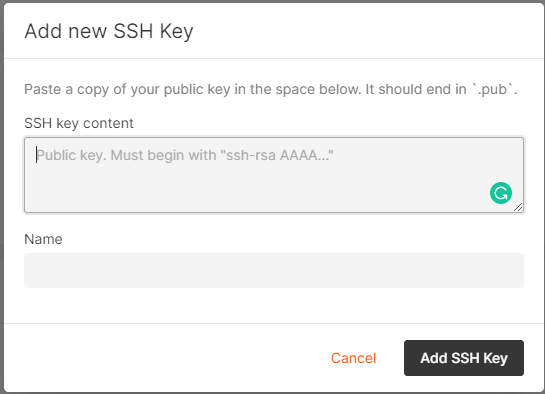 Add new SSH Key
Paste a copy of your public key in the space below. It should end in `.pub`.
SSH key content
Public key. Must begin with "ssh-rsa AAAA..."
Name
Cancel
Add SSH Key